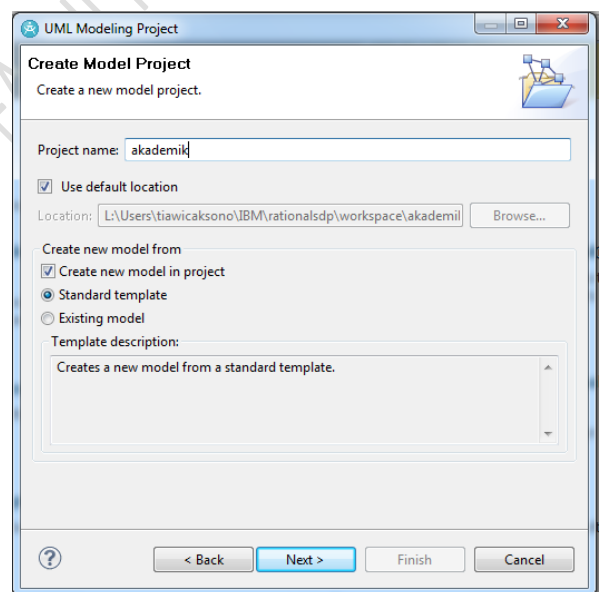 UML Modeling Project
Create Model Project
Create a new model project.
Project name: akademik
Use default location
Location: L:\Users\tiawicaksono\IBM\rationalsdp\workspace\akademil Browse...
Create new model from
Create new model in project
Standard template
Existing model
Template description:
Creates a new model from a standard template.
< Back Next > Finish Cancel